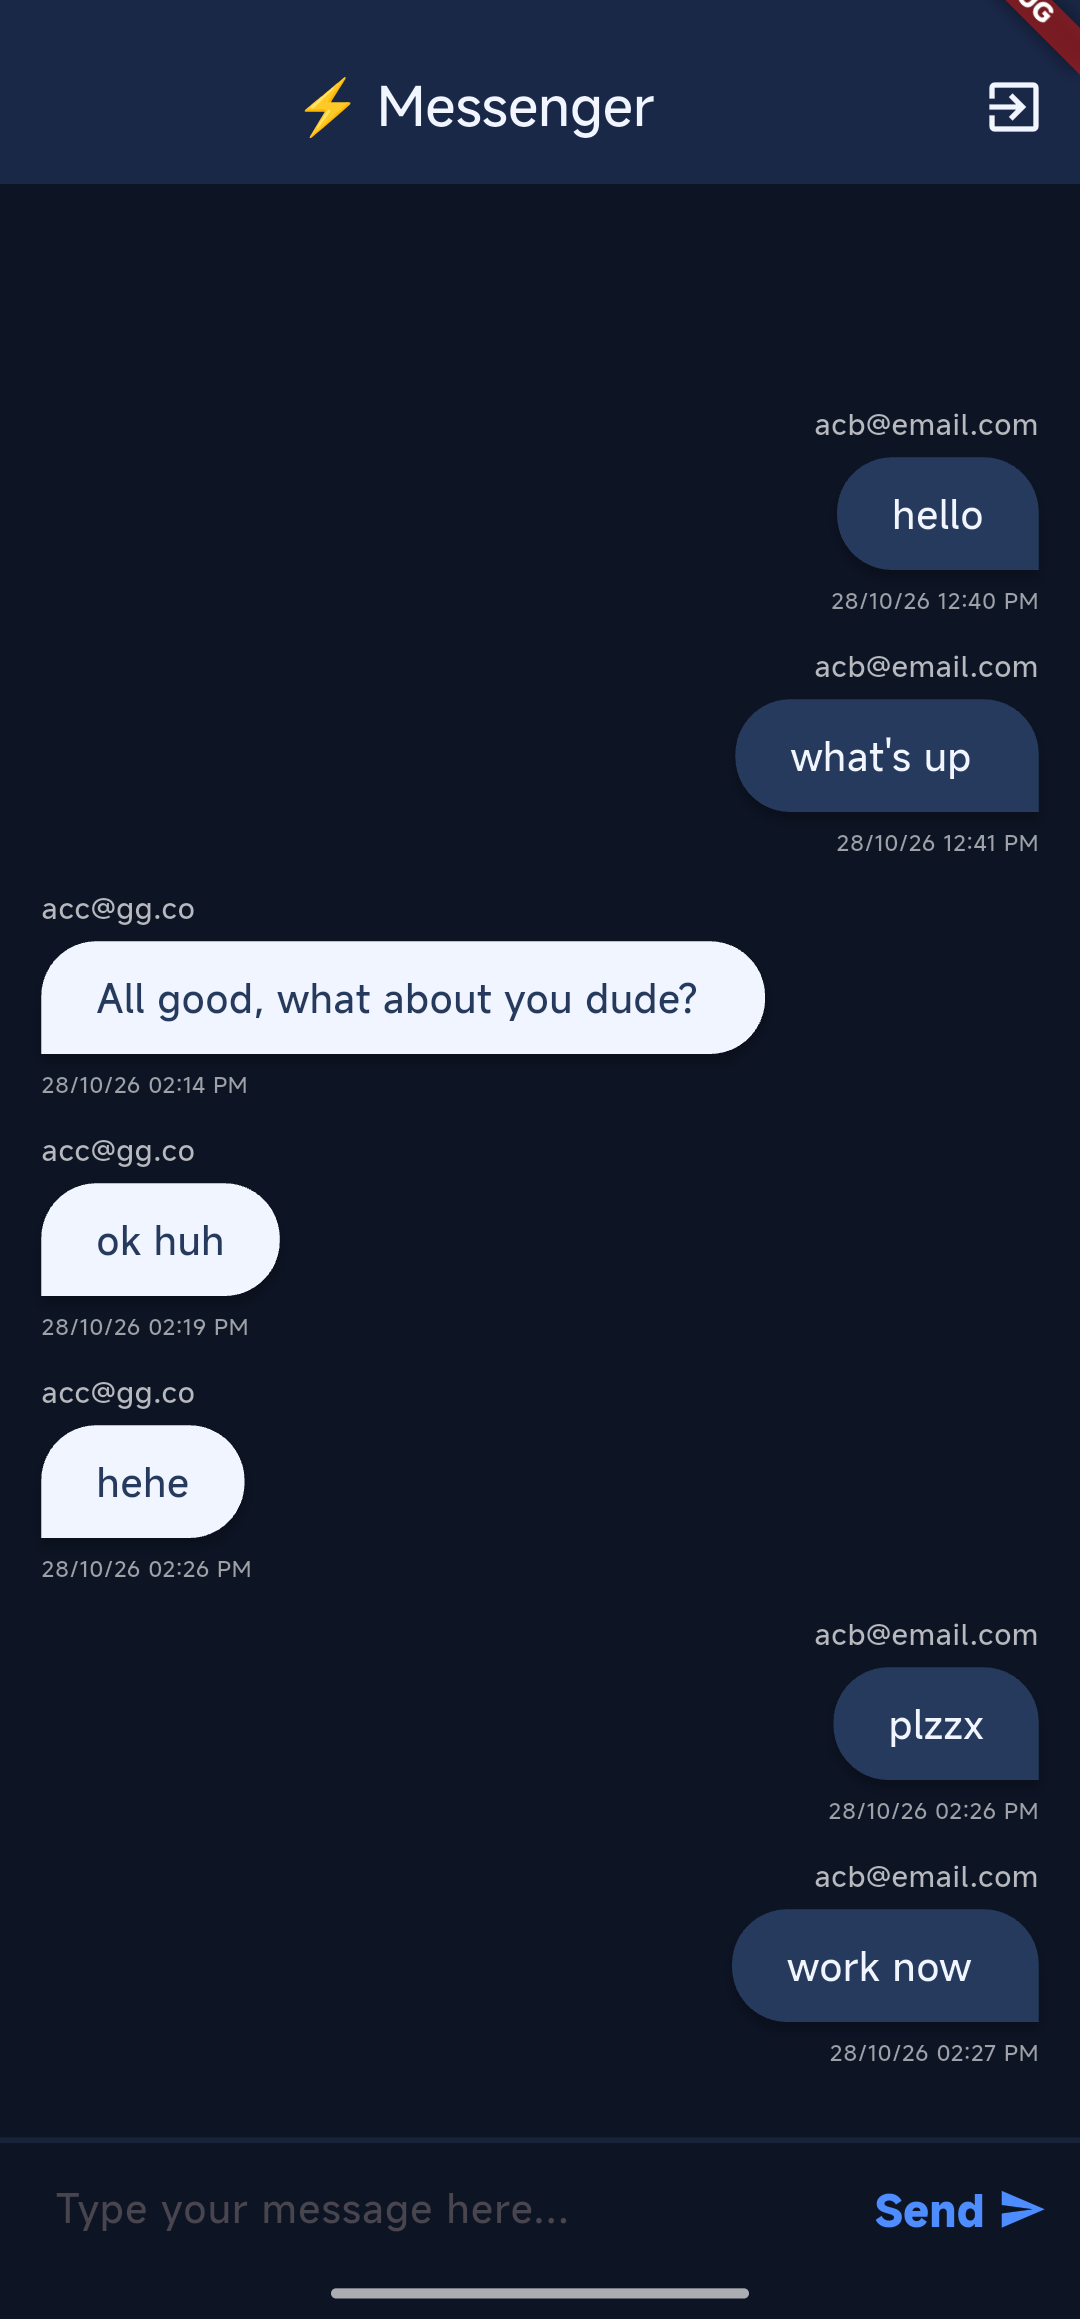 ⚡ Messenger
acb@email.com
hello
28/10/26 12:40 PM
acb@email.com
what's up
28/10/26 12:41 PM
acc@gg.co
All good, what about you dude?
28/10/26 02:14 PM
acc@gg.co
ok huh
28/10/26 02:19 PM
acc@gg.co
hehe
28/10/26 02:26 PM
acb@email.com
plzzx
28/10/26 02:26 PM
acb@email.com
work now
28/10/26 02:27 PM
Type your message here...
Send